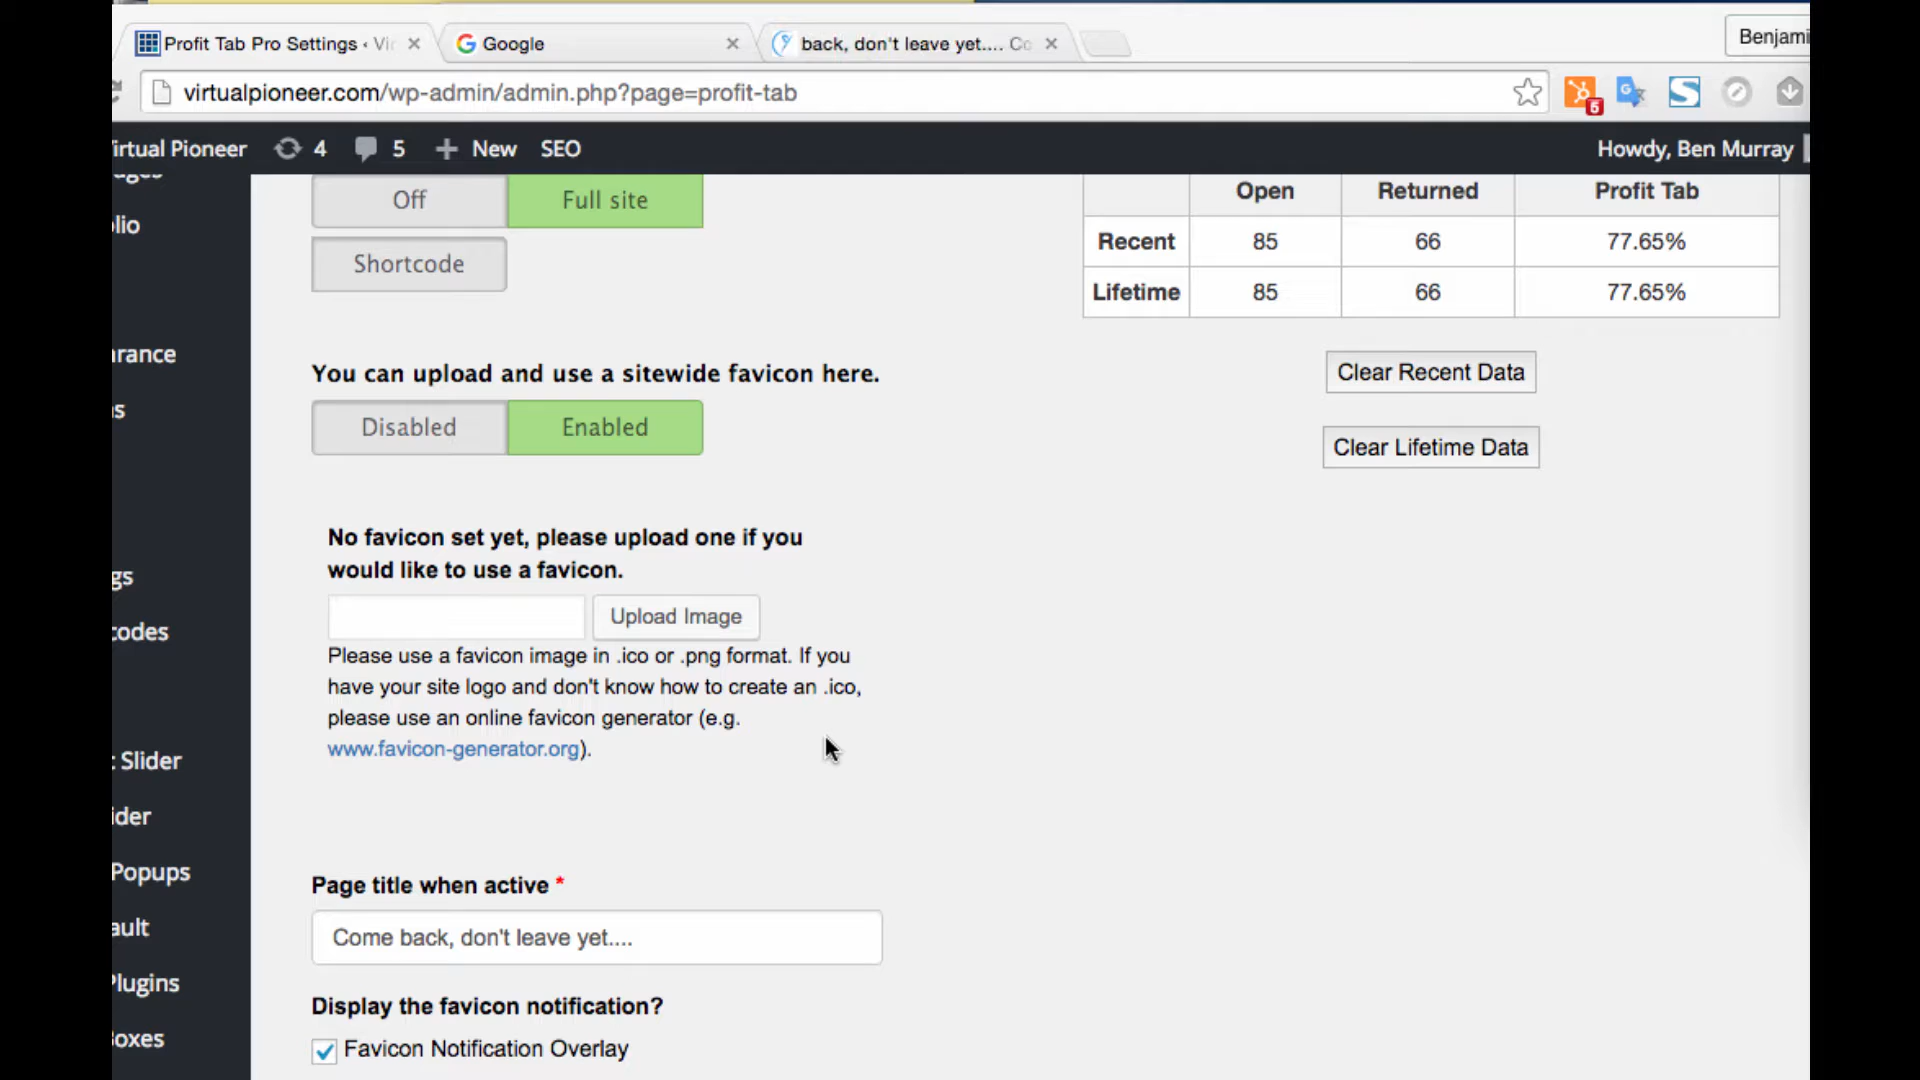 Profit Tab Pro Settings ‹ Vir
Google
back, don't leave yet.... Co
Benjami
virtualpioneer.com/wp-admin/admin.php?page=profit-tab
5
irtual Pioneer
4
5
New
SEO
Howdy, Ben Murray
ages
lio
arance
s
gs
codes
t Slider
ider
Popups
ault
Plugins
Boxes
Off
Full site
Shortcode
Open
Returned
Profit Tab
Recent
85
66
77.65%
Lifetime
85
66
77.65%
Clear Recent Data
Clear Lifetime Data
You can upload and use a sitewide favicon here.
Disabled
Enabled
No favicon set yet, please upload one if you
would like to use a favicon.
Upload Image
Please use a favicon image in .ico or .png format. If you
have your site logo and don't know how to create an .ico,
please use an online favicon generator (e.g.
www.favicon-generator.org).
Page title when active *
Come back, don't leave yet....
Display the favicon notification?
Favicon Notification Overlay